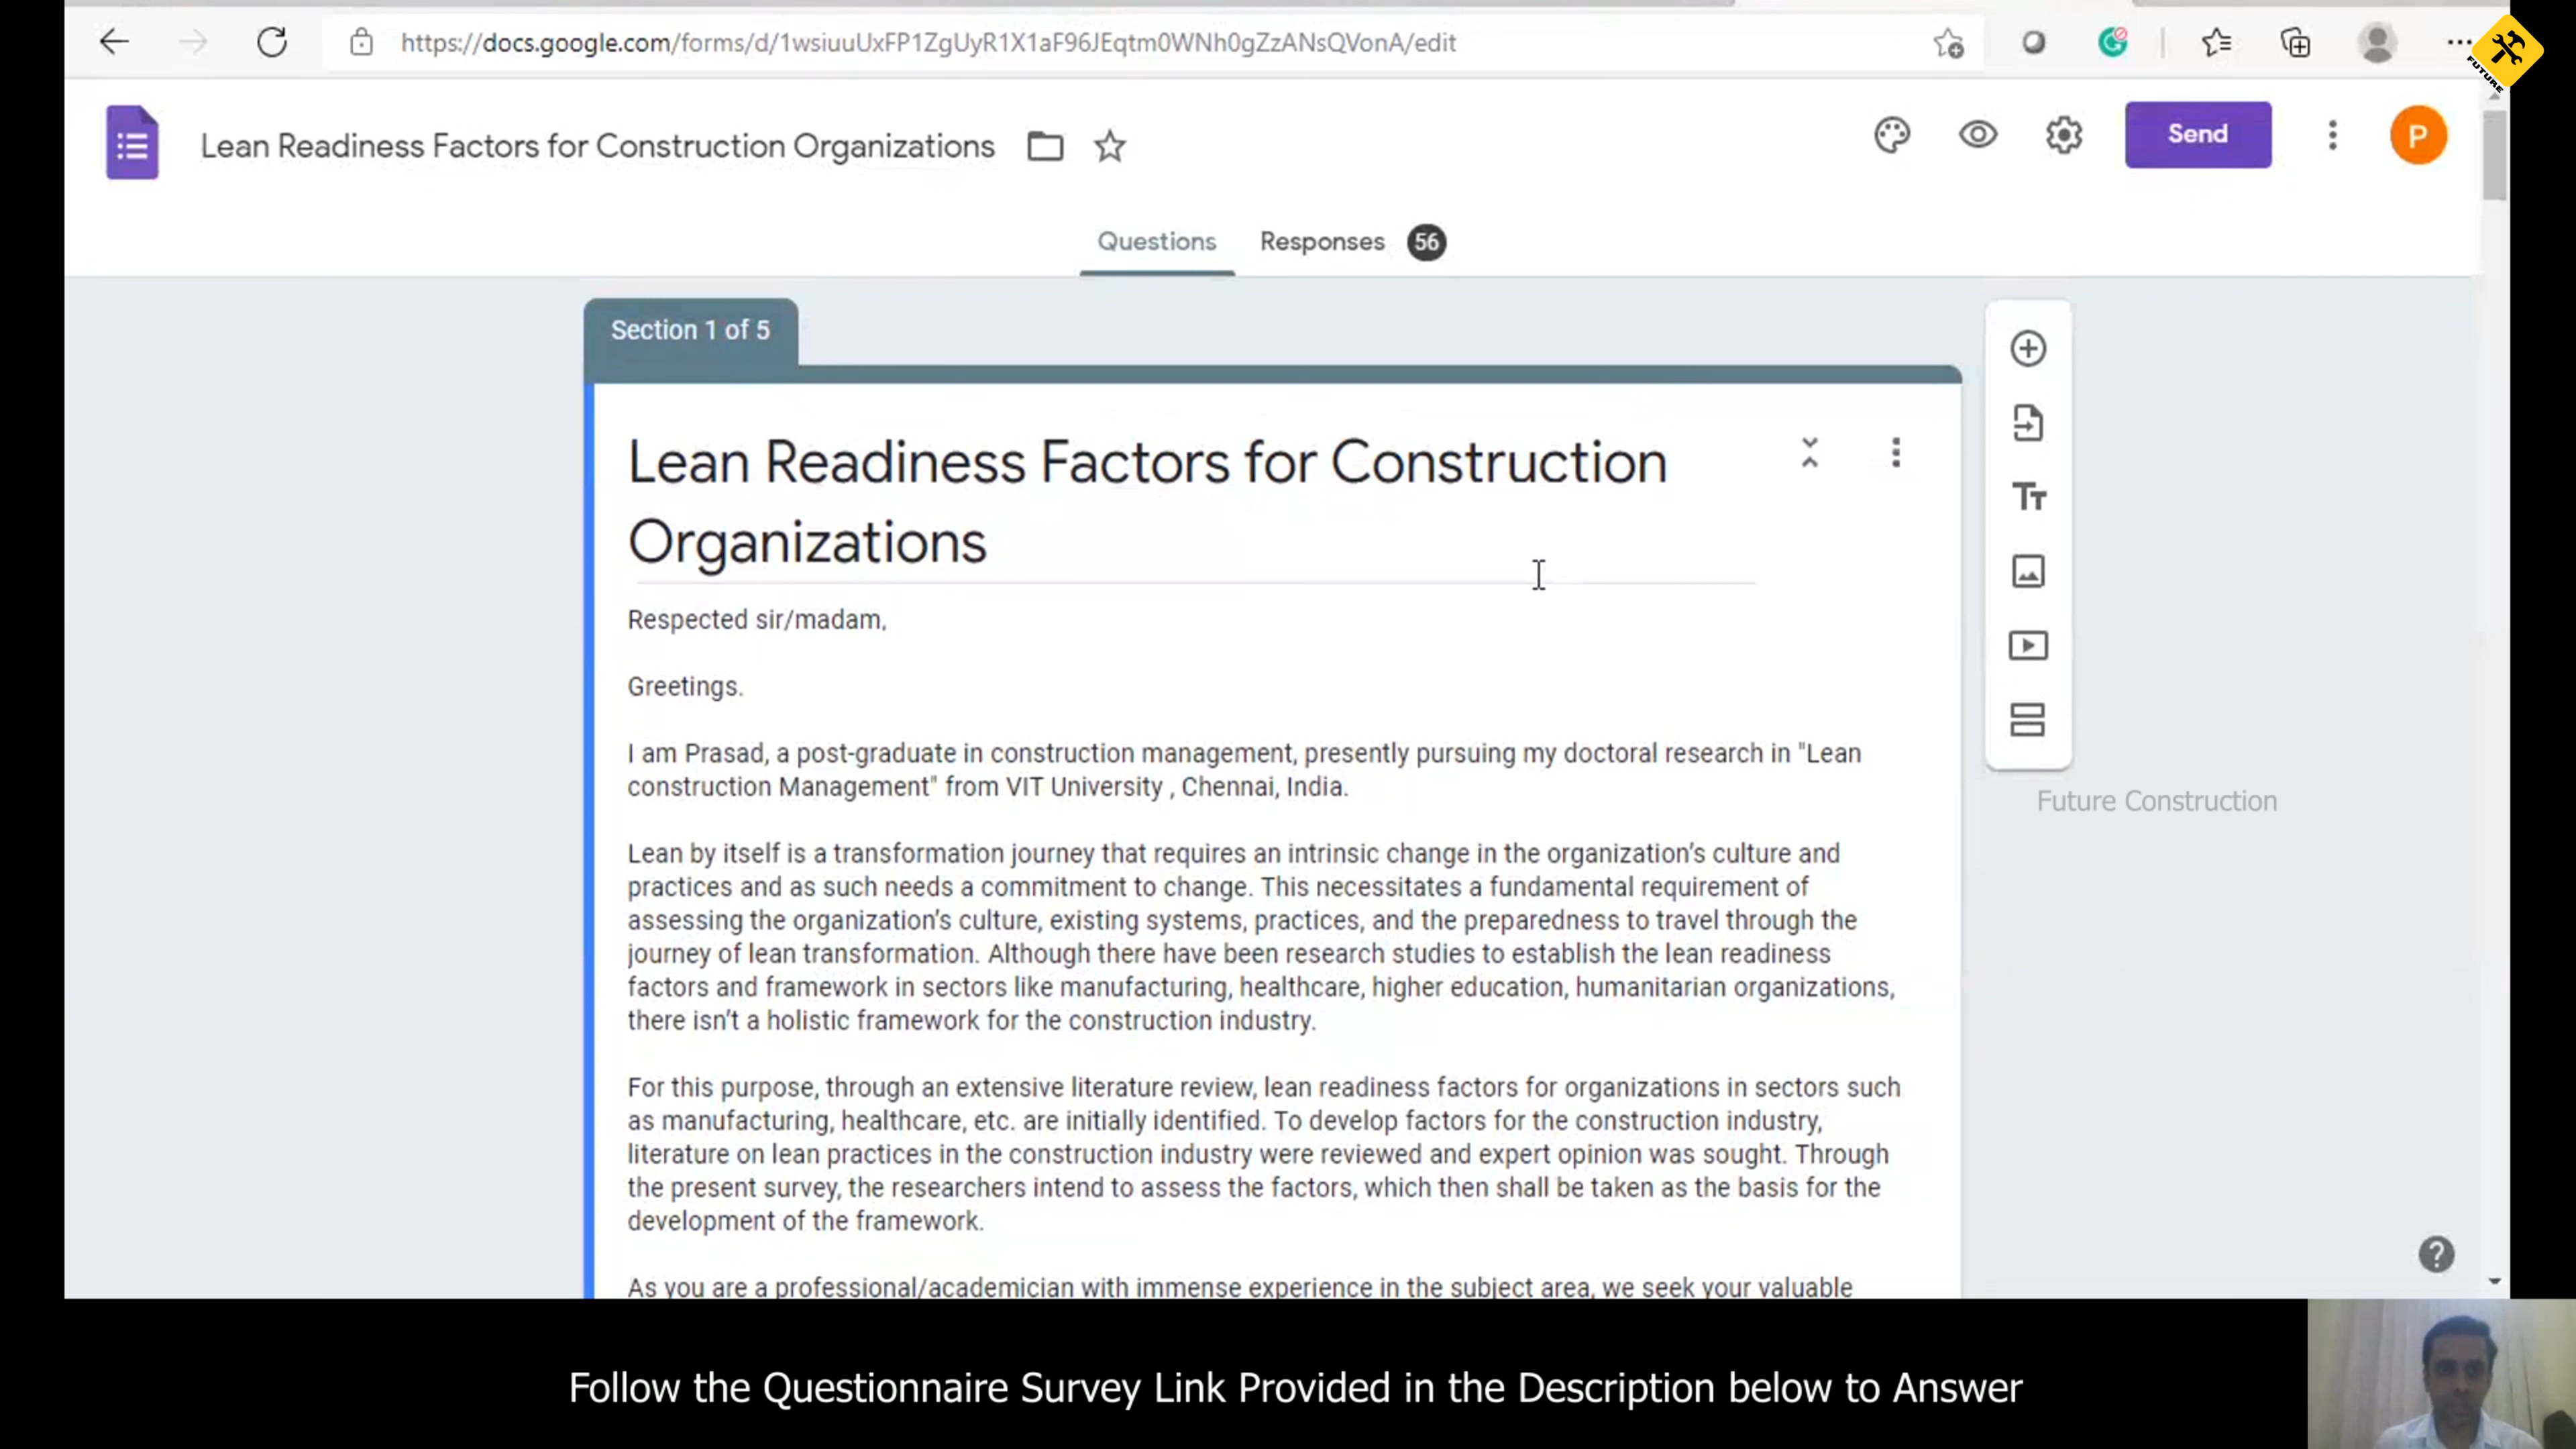 https://docs.google.com/forms/d/1wsiuuUxFP1ZgUyR1X1aF96JEqtm0WNh0gZzANsQVonA/edit
FUTURE
Lean Readiness Factors for Construction Organizations
Send
P
Questions
Responses 56
Section 1 of 5
Lean Readiness Factors for Construction
Organizations
Respected sir/madam,
Greetings.
I am Prasad, a post-graduate in construction management, presently pursuing my doctoral research in "Lean
construction Management" from VIT University , Chennai, India.
Future Construction
Lean by itself is a transformation journey that requires an intrinsic change in the organization's culture and
practices and as such needs a commitment to change. This necessitates a fundamental requirement of
assessing the organization's culture, existing systems, practices, and the preparedness to travel through the
journey of lean transformation. Although there have been research studies to establish the lean readiness
factors and framework in sectors like manufacturing, healthcare, higher education, humanitarian organizations,
there isn't a holistic framework for the construction industry.
For this purpose, through an extensive literature review, lean readiness factors for organizations in sectors such
as manufacturing, healthcare, etc. are initially identified. To develop factors for the construction industry,
literature on lean practices in the construction industry were reviewed and expert opinion was sought. Through
the present survey, the researchers intend to assess the factors, which then shall be taken as the basis for the
development of the framework.
As you are a professional/academician with immense experience in the subject area, we seek your valuable
Follow the Questionnaire Survey Link Provided in the Description below to Answer